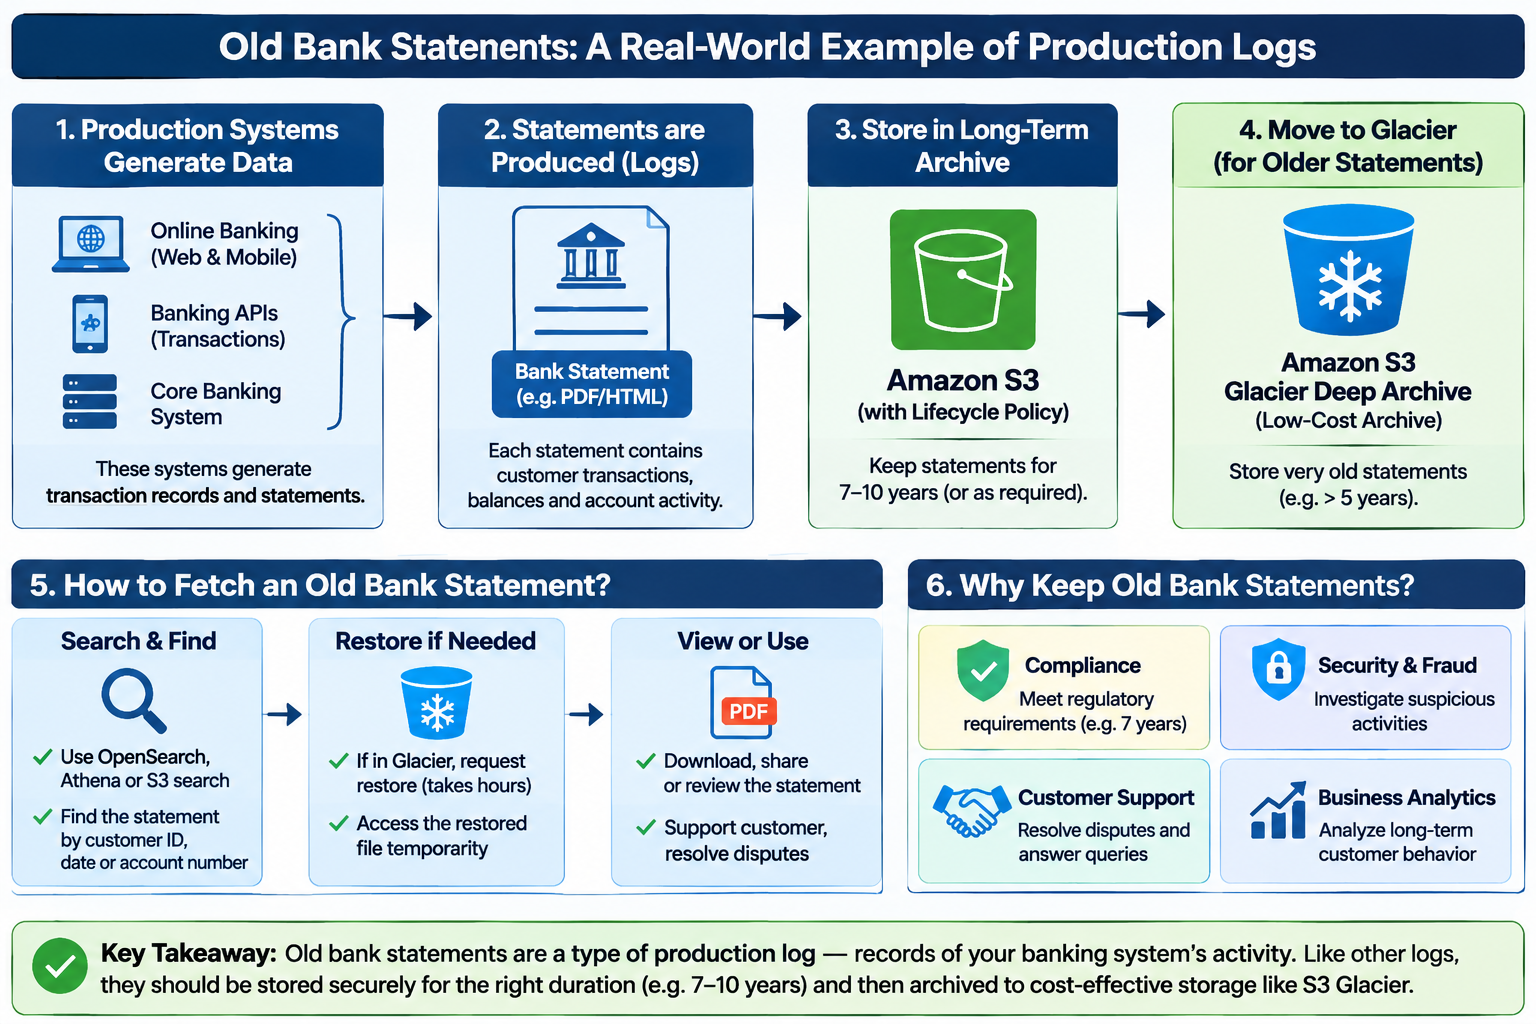 Old Bank Statenents: A Real-World Example of Production Logs
1. Production Systems
Generate Data
Online Banking
(Web & Mobile)
Banking APIs
(Transactions)
Core Banking
System
These systems generate
transaction records and statements.
2. Statements are
Produced (Logs)
Bank Statement
(e.g. PDF/HTML)
Each statement contains
customer transactions,
balances and account activity.
3. Store in Long-Term
Archive
Amazon S3
(with Lifecycle Policy)
Keep statements for
7–10 years (or as required).
4. Move to Glacier
(for Older Statements)
Amazon S3
Glacier Deep Archive
(Low-Cost Archive)
Store very old statements
(e.g. > 5 years).
5. How to Fetch an Old Bank Statement?
Search & Find
Use OpenSearch,
Athena or S3 search
Find the statement
by customer ID,
date or account number
Restore if Needed
If in Glacier, request
restore (takes hours)
Access the restored
file temporarity
View or Use
PDF
Download, share
or review the statement
Support customer,
resolve disputes
6. Why Keep Old Bank Statements?
Compliance
Meet regulatory
requirements (e.g. 7 years)
Security & Fraud
Investigate suspicious
activities
Customer Support
Resolve disputes and
answer queries
Business Analytics
Analyze long-term
customer behavior
Key Takeaway: Old bank statements are a type of production log — records of your banking system's activity. Like other logs,
they should be stored securely for the right duration (e.g. 7–10 years) and then archived to cost-effective storage like S3 Glacier.